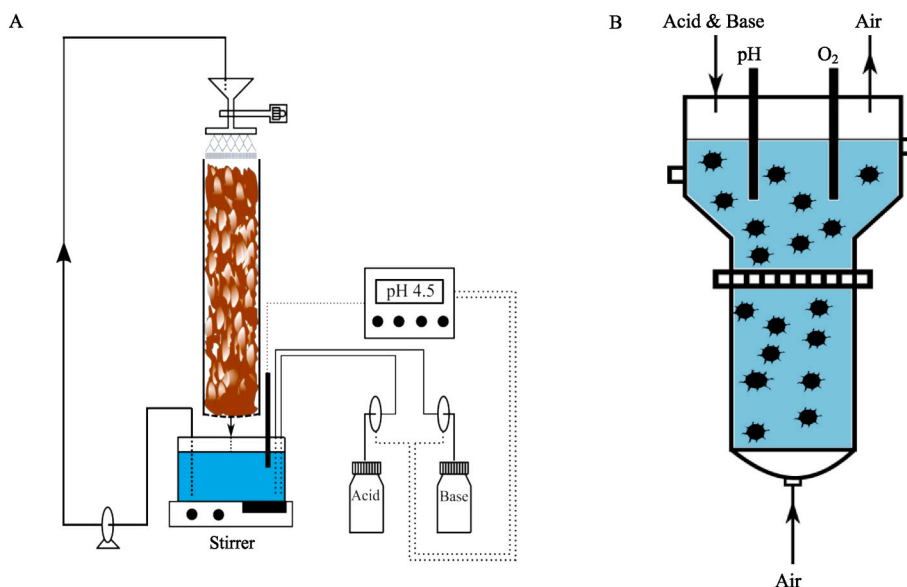 A
pH 4.5
Acid
Base
Stirrer
B
Acid & Base
Air
pH
O₂
Air